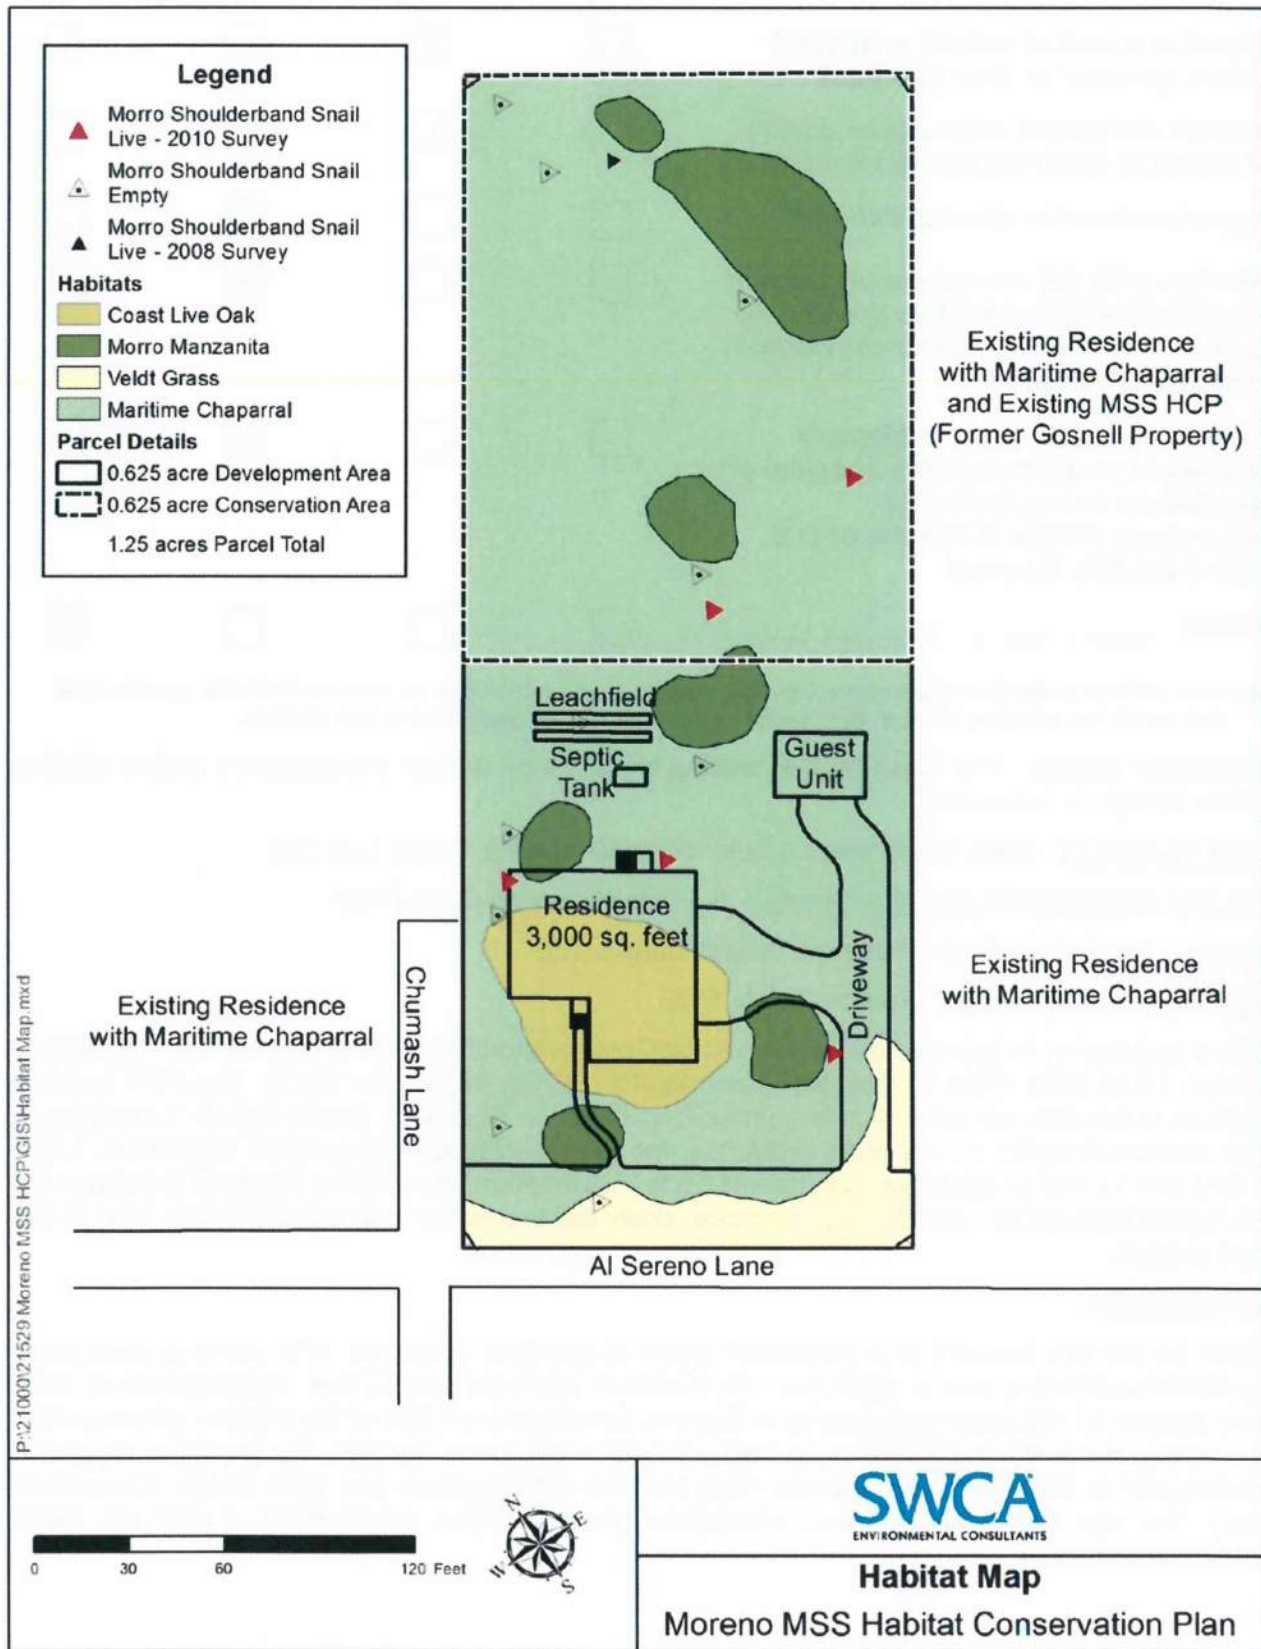 Legend
Morro Shoulderband Snail
Live - 2010 Survey
Morro Shoulderband Snail
Empty
Morro Shoulderband Snail
Live - 2008 Survey
Habitats
Coast Live Oak
Morro Manzanita
Veldt Grass
Maritime Chaparral
Parcel Details
0.625 acre Development Area
0.625 acre Conservation Area
1.25 acres Parcel Total
Existing Residence
with Maritime Chaparral
and Existing MSS HCP
(Former Gosnell Property)
Leachfield
Septic
Tank
Guest
Unit
Residence
3,000 sq. feet
Driveway
Chumash Lane
Existing Residence
with Maritime Chaparral
Existing Residence
with Maritime Chaparral
Al Sereno Lane
P:\21000\21529 Moreno MSS HCP\GIS\Habitat Map.mxd
0 30 60 120 Feet
N
E
S
W
SWCA
ENVIRONMENTAL CONSULTANTS
Habitat Map
Moreno MSS Habitat Conservation Plan